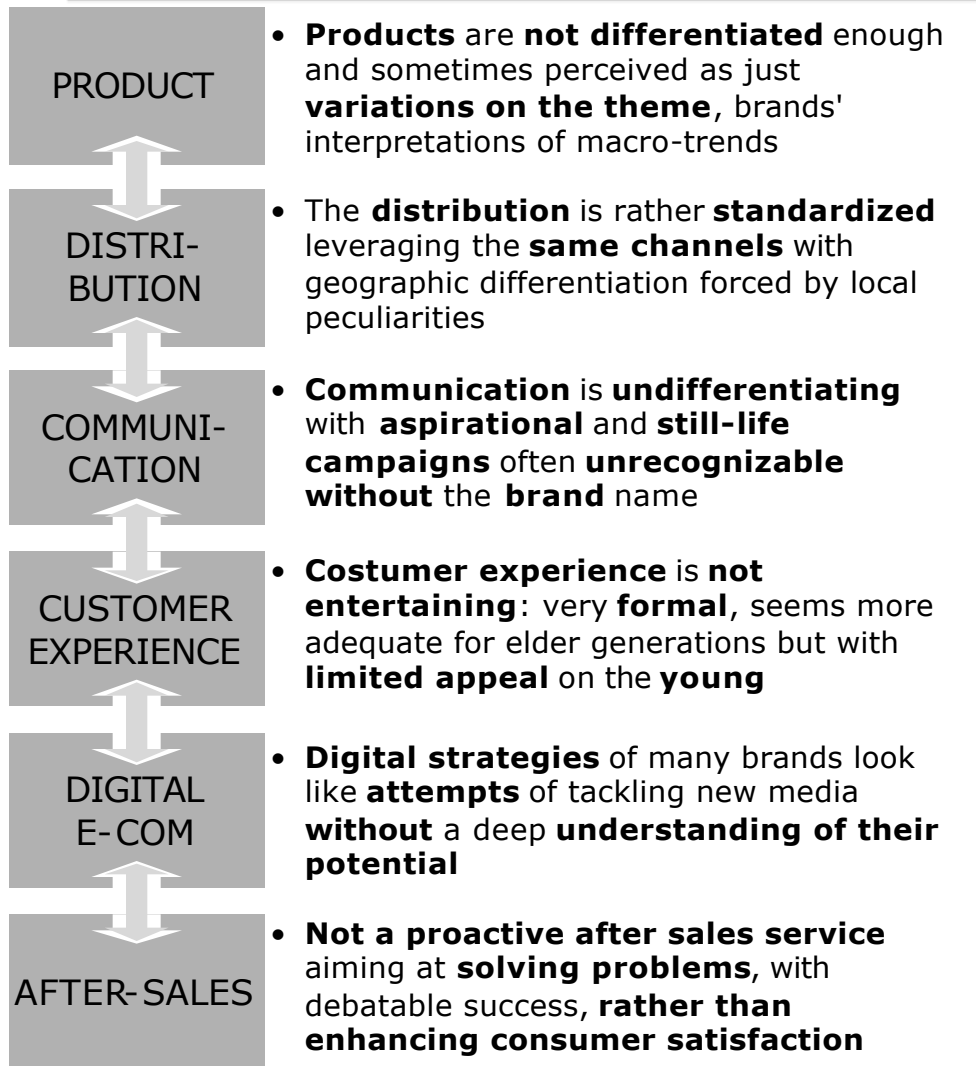 PRODUCT
• Products are not differentiated enough
and sometimes perceived as just
variations on the theme, brands'
interpretations of macro-trends
DISTRI-
BUTION
• The distribution is rather standardized
leveraging the same channels with
geographic differentiation forced by local
peculiarities
COMMUNI-
CATION
• Communication is undifferentiating
with aspirational and still-life
campaigns often unrecognizable
without the brand name
CUSTOMER
EXPERIENCE
• Costumer experience is not
entertaining: very formal, seems more
adequate for elder generations but with
limited appeal on the young
DIGITAL
E-COM
• Digital strategies of many brands look
like attempts of tackling new media
without a deep understanding of their
potential
AFTER-SALES
• Not a proactive after sales service
aiming at solving problems, with
debatable success, rather than
enhancing consumer satisfaction